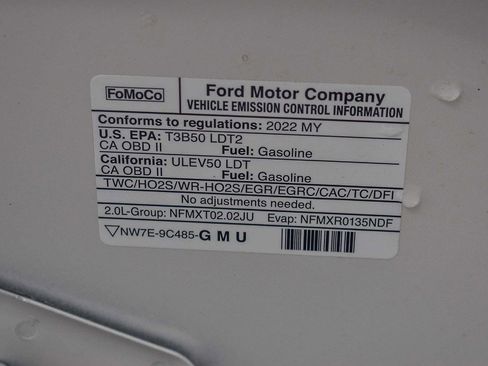 FoMoCo
Ford Motor Company
VEHICLE EMISSION CONTROL INFORMATION
Conforms to regulations: 2022 MY
U.S. EPA: T3B50 LDT2
CA OBD II Fuel: Gasoline
California: ULEV50 LDT
CA OBD II Fuel: Gasoline
TWC/HO2S/WR-HO2S/EGR/EGRC/CAC/TC/DFI
No adjustments needed.
2.0L-Group: NFMXT02.02JU Evap: NFMXR0135NDF
NW7E-9C485-G M U